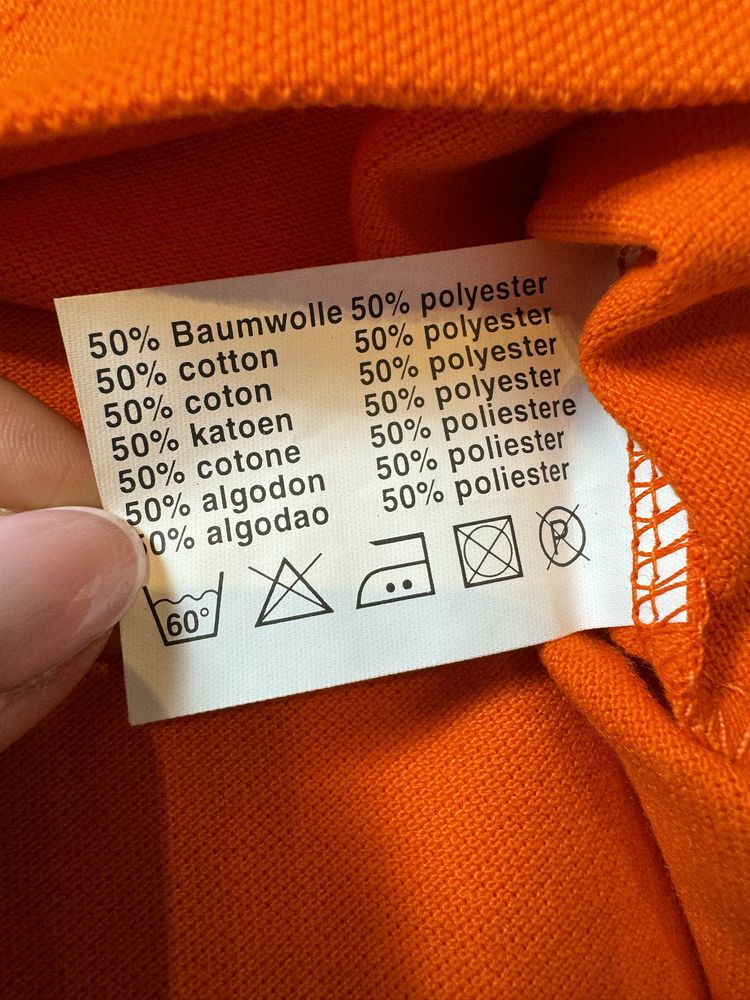 50% Baumwolle 50% polyester
50% cotton 50% polyester
50% coton 50% polyester
50% katoen 50% polyester
50% cotone 50% poliestere
50% algodon 50% poliester
50% algodao 50% poliester
60° P